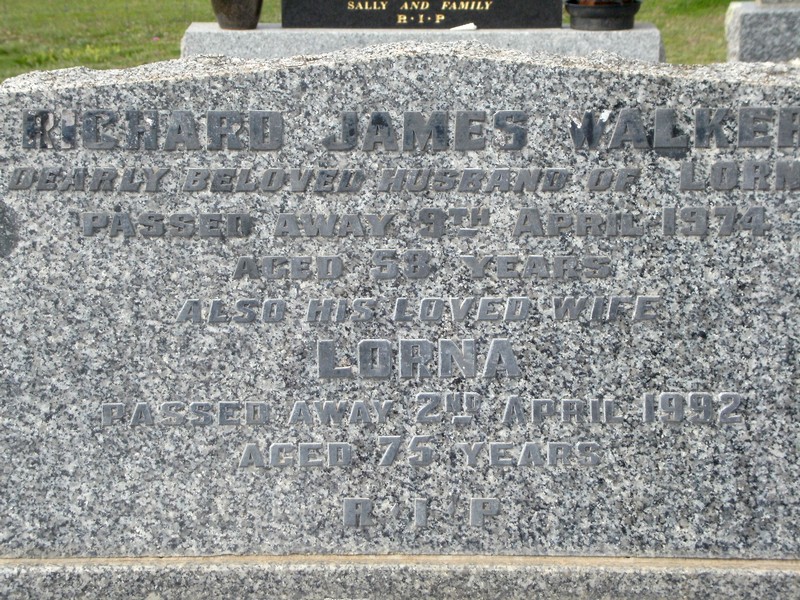 SALLY AND FAMILY
R·I·P
RICHARD JAMES WALKER
DEARLY BELOVED HUSBAND OF LORN
PASSED AWAY 9TH APRIL 1974
AGED 58 YEARS
ALSO HIS LOVED WIFE
LORNA
PASSED AWAY 2ND APRIL 1992
AGED 75 YEARS
R·I·P